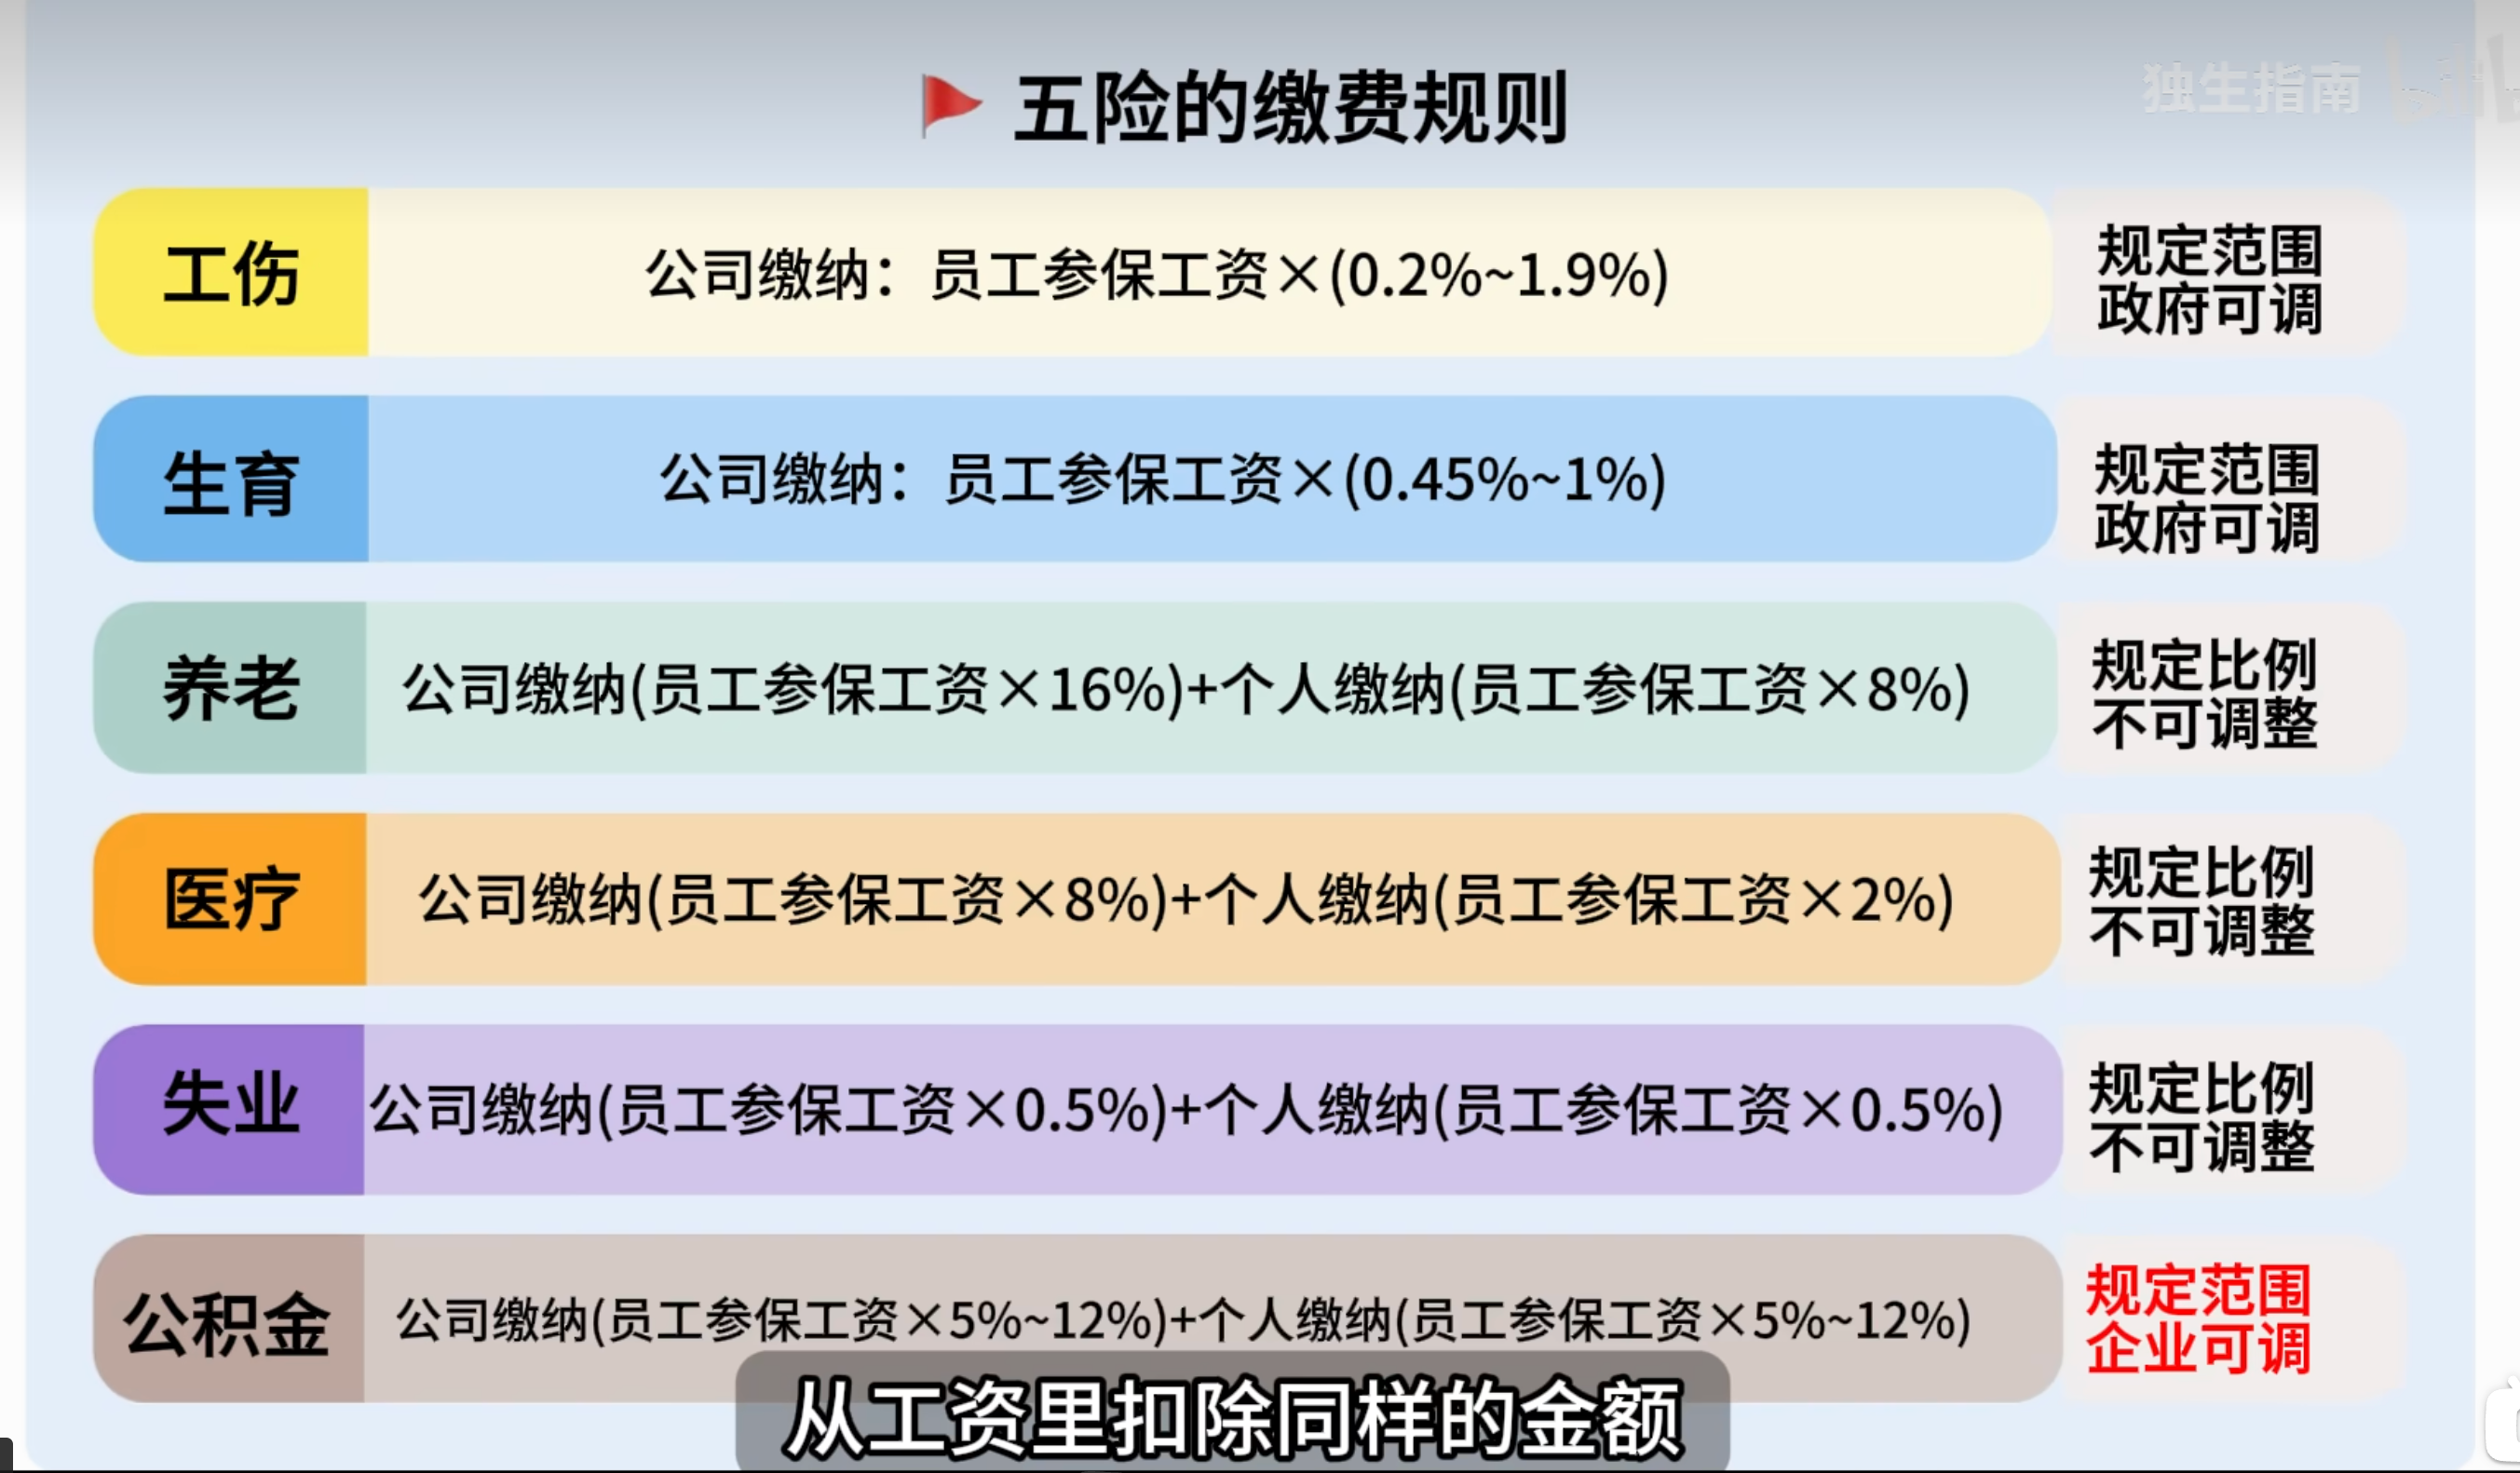 五险的缴费规则
独生指南
工伤
公司缴纳：员工参保工资×(0.2%~1.9%)
规定范围
政府可调
生育
公司缴纳：员工参保工资×(0.45%~1%)
规定范围
政府可调
养老
公司缴纳(员工参保工资×16%)+个人缴纳(员工参保工资×8%)
规定比例
不可调整
医疗
公司缴纳(员工参保工资×8%)+个人缴纳(员工参保工资×2%)
规定比例
不可调整
失业
公司缴纳(员工参保工资×0.5%)+个人缴纳(员工参保工资×0.5%)
规定比例
不可调整
公积金
公司缴纳(员工参保工资×5%~12%)+个人缴纳(员工参保工资×5%~12%)
规定范围
企业可调
从工资里扣除同样的金额